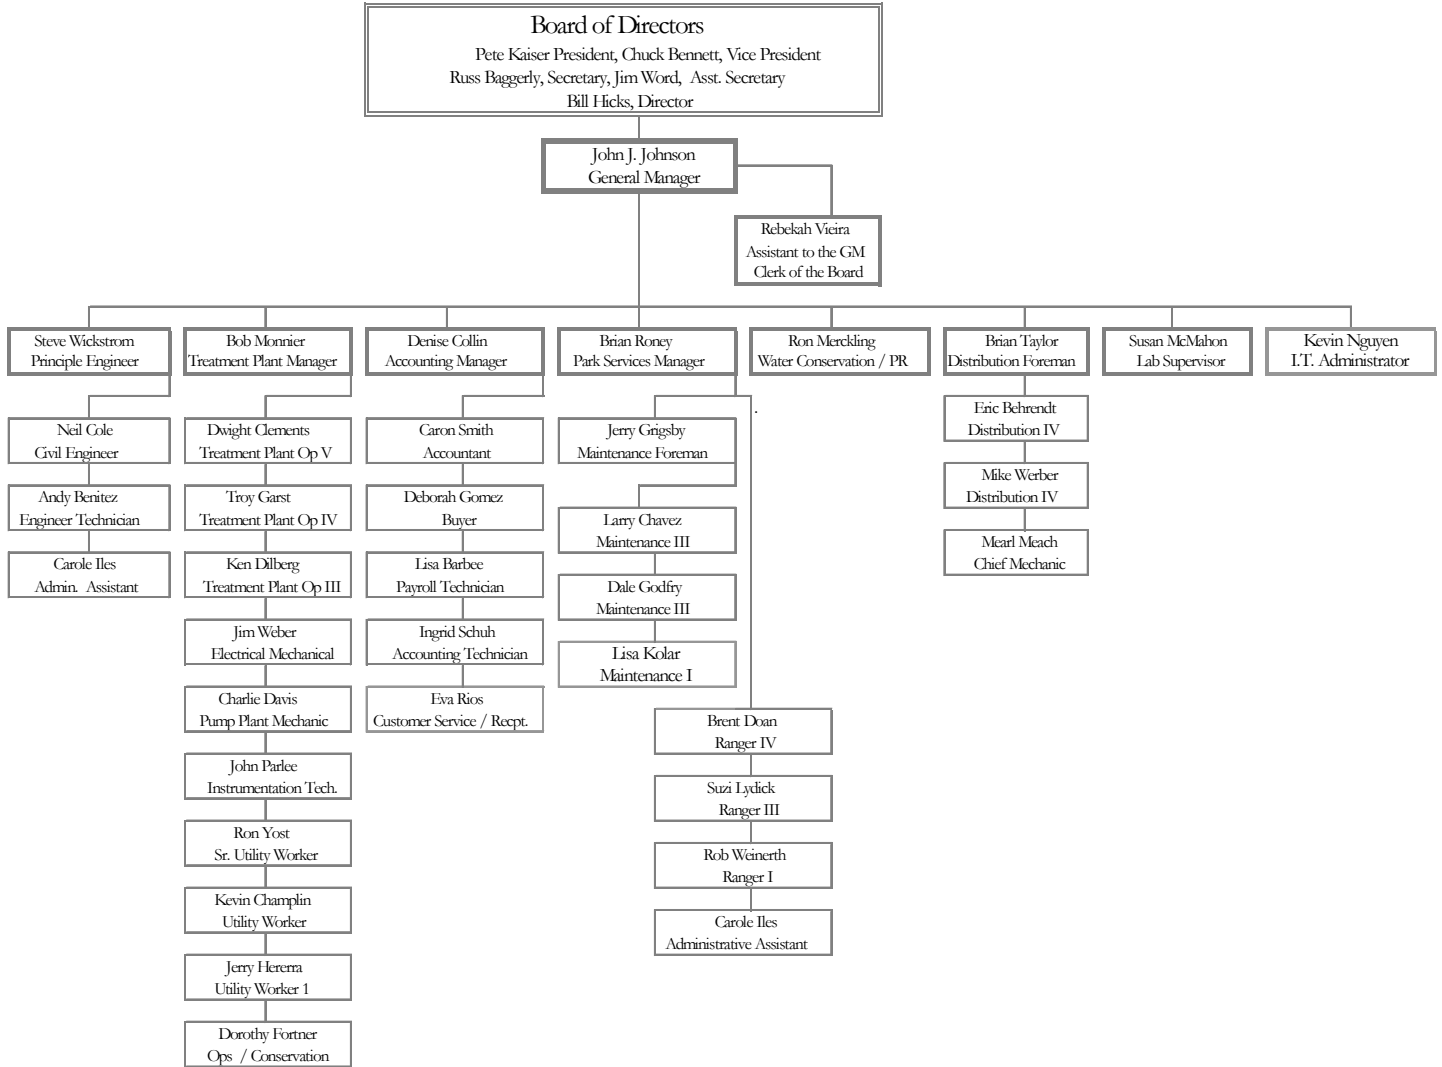 Board of Directors
Pete Kaiser President, Chuck Bennett, Vice President
Russ Baggerly, Secretary, Jim Word, Asst. Secretary
Bill Hicks, Director
John J. Johnson
General Manager
Rebekah Vieira
Assistant to the GM
Clerk of the Board
Steve Wickstrom
Principle Engineer
Neil Cole
Civil Engineer
Andy Benitez
Engineer Technician
Carole Iles
Admin. Assistant
Bob Monnier
Treatment Plant Manager
Dwight Clements
Treatment Plant Op V
Troy Garst
Treatment Plant Op IV
Ken Dilberg
Treatment Plant Op III
Jim Weber
Electrical Mechanical
Charlie Davis
Pump Plant Mechanic
John Parlee
Instrumentation Tech.
Ron Yost
Sr. Utility Worker
Kevin Champlin
Utility Worker
Jerry Hererra
Utility Worker 1
Dorothy Fortner
Ops / Conservation
Denise Collin
Accounting Manager
Caron Smith
Accountant
Deborah Gomez
Buyer
Lisa Barbee
Payroll Technician
Ingrid Schuh
Accounting Technician
Eva Rios
Customer Service / Recpt.
Brian Roney
Park Services Manager
.
Jerry Grigsby
Maintenance Foreman
Larry Chavez
Maintenance III
Dale Godfry
Maintenance III
Lisa Kolar
Maintenance I
Brent Doan
Ranger IV
Suzi Lydick
Ranger III
Rob Weinerth
Ranger I
Carole Iles
Administrative Assistant
Ron Merckling
Water Conservation / PR
Brian Taylor
Distribution Foreman
Eric Behrendt
Distribution IV
Mike Werber
Distribution IV
Mearl Meach
Chief Mechanic
Susan McMahon
Lab Supervisor
Kevin Nguyen
I.T. Administrator